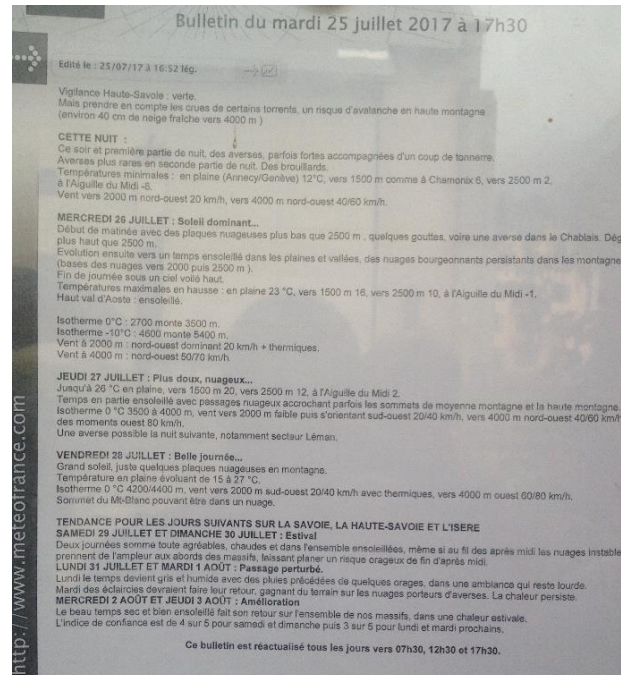 Bulletin du mardi 25 juillet 2017 à 17h30
Edité le : 25/07/17 à 16:52 lég.
Vigilance Haute-Savoie : verte.
Mais prendre en compte les crues de certains torrents, un risque d'avalanche en haute montagne
(environ 40 cm de neige fraîche vers 4000 m )
CETTE NUIT :
Ce soir et première partie de nuit, des averses, parfois fortes accompagnées d'un coup de tonnerre.
Averses plus rares en seconde partie de nuit. Des brouillards.
Températures minimales : en plaine (Annecy/Genève) 12°C, vers 1500 m comme à Chamonix 6, vers 2500 m 2,
à l'Aiguille du Midi -8.
Vent vers 2000 m nord-ouest 20 km/h, vers 4000 m nord-ouest 40/60 km/h.
MERCREDI 26 JUILLET : Soleil dominant...
Début de matinée avec des plaques nuageuses plus bas que 2500 m , quelques gouttes, voire une averse dans le Chablais. Dég
plus haut que 2500 m.
Evolution ensuite vers un temps ensoleillé dans les plaines et vallées, des nuages bourgeonnants persistants dans les montagne
(bases des nuages vers 2000 puis 2500 m ).
Fin de journée sous un ciel voilé haut.
Températures maximales en hausse : en plaine 23 °C, vers 1500 m 16, vers 2500 m 10, à l'Aiguille du Midi -1.
Haut val d'Aoste : ensoleillé.
Isotherme 0°C : 2700 monte 3500 m.
Isotherme -10°C : 4600 monte 5400 m.
Vent à 2000 m : nord-ouest dominant 20 km/h + thermiques.
Vent à 4000 m : nord-ouest 50/70 km/h.
JEUDI 27 JUILLET : Plus doux, nuageux...
Jusqu'à 26 °C en plaine, vers 1500 m 20, vers 2500 m 12, à l'Aiguille du Midi 2.
Temps en partie ensoleillé avec passages nuageux accrochant parfois les sommets de moyenne montagne et la haute montagne.
Isotherme 0 °C 3500 à 4000 m, vent vers 2000 m faible puis s'orientant sud-ouest 20/40 km/h, vers 4000 m nord-ouest 40/60 km/h
des moments ouest 80 km/h.
Une averse possible la nuit suivante, notamment secteur Léman.
VENDREDI 28 JUILLET : Belle journée...
Grand soleil, juste quelques plaques nuageuses en montagne.
Température en plaine évoluant de 15 à 27 °C.
Isotherme 0 °C 4200/4400 m, vent vers 2000 m sud-ouest 20/40 km/h avec thermiques, vers 4000 m ouest 60/80 km/h.
Sommet du Mt-Blanc pouvant être dans un nuage.
TENDANCE POUR LES JOURS SUIVANTS SUR LA SAVOIE, LA HAUTE-SAVOIE ET L'ISERE
SAMEDI 29 JUILLET ET DIMANCHE 30 JUILLET : Estival
Deux journées somme toute agréables, chaudes et dans l'ensemble ensoleillées, même si au fil des après midi les nuages instable
prennent de l'ampleur aux abords des massifs, laissant planer un risque orageux de fin d'après midi.
LUNDI 31 JUILLET ET MARDI 1 AOÛT : Passage perturbé.
Lundi le temps devient gris et humide avec des pluies précédées de quelques orages, dans une ambiance qui reste lourde.
Mardi des éclaircies devraient faire leur retour, gagnant du terrain sur les nuages porteurs d'averses. La chaleur persiste.
MERCREDI 2 AOÛT ET JEUDI 3 AOÛT : Amélioration
Le beau temps sec et bien ensoleillé fait son retour sur l'ensemble de nos massifs, dans une chaleur estivale.
L'indice de confiance est de 4 sur 5 pour samedi et dimanche puis 3 sur 5 pour lundi et mardi prochains.
Ce bulletin est réactualisé tous les jours vers 07h30, 12h30 et 17h30.
http://www.meteofrance.com